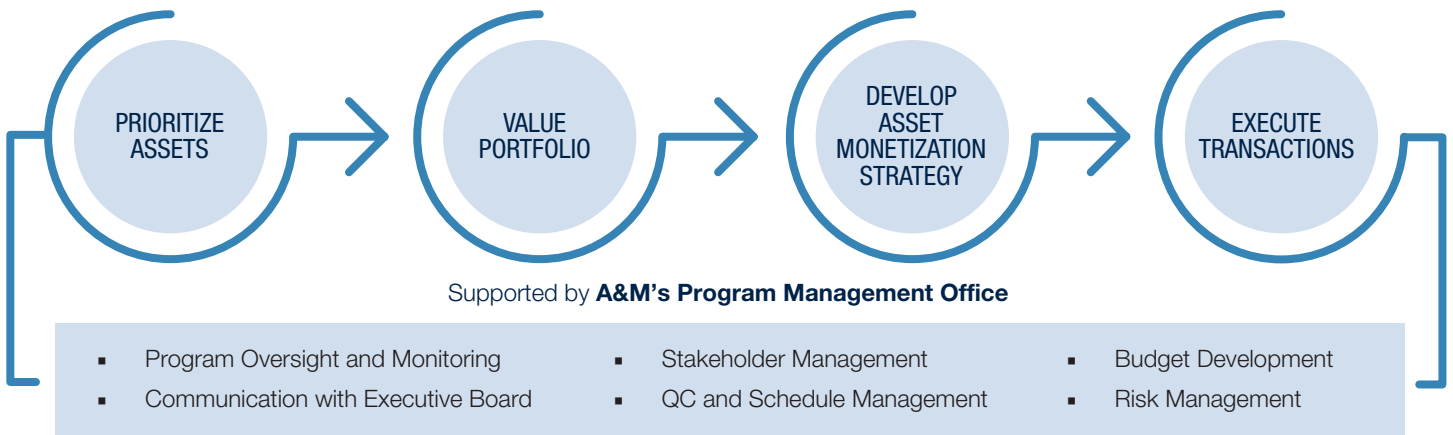 PRIORITIZE
ASSETS
VALUE
PORTFOLIO
DEVELOP
ASSET
MONETIZATION
STRATEGY
EXECUTE
TRANSACTIONS
Supported by A&M's Program Management Office
▪ Program Oversight and Monitoring
▪ Communication with Executive Board
▪ Stakeholder Management
▪ QC and Schedule Management
▪ Budget Development
▪ Risk Management